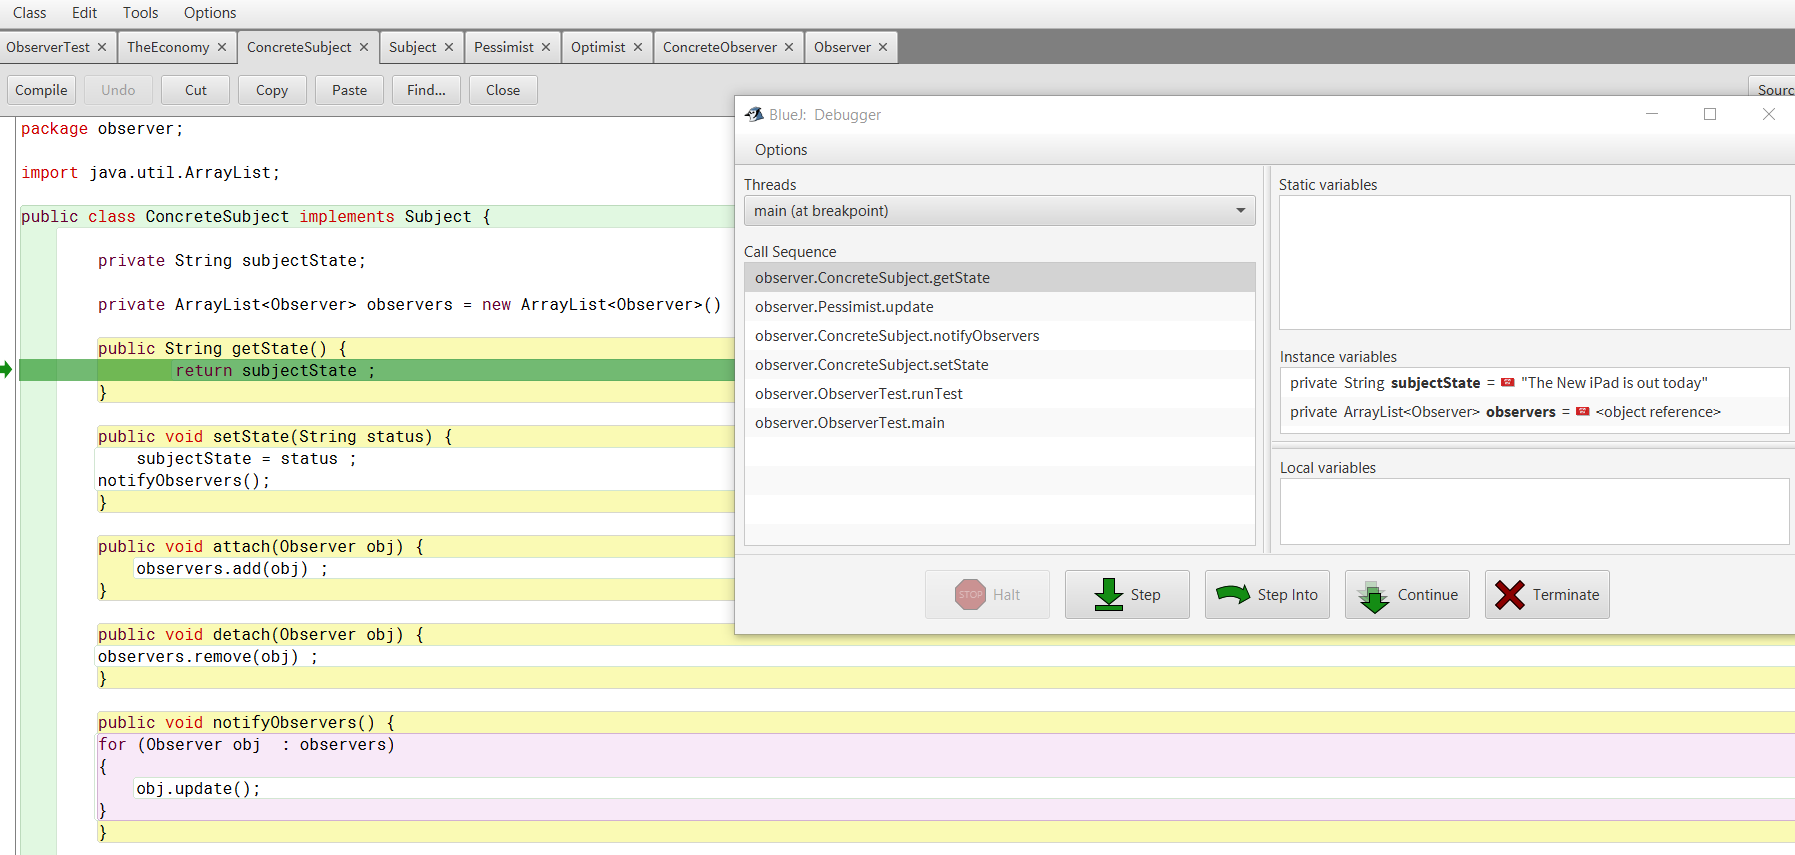 Class Edit Tools Options
ObserverTest × TheEconomy × ConcreteSubject × Subject × Pessimist × Optimist × ConcreteObserver × Observer ×
Compile Undo Cut Copy Paste Find... Close Sourc
package observer;
import java.util.ArrayList;
public class ConcreteSubject implements Subject {
private String subjectState;
private ArrayList<Observer> observers = new ArrayList<Observer>()
public String getState() {
return subjectState ;
}
public void setState(String status) {
subjectState = status ;
notifyObservers();
}
public void attach(Observer obj) {
observers.add(obj) ;
}
public void detach(Observer obj) {
observers.remove(obj) ;
}
public void notifyObservers() {
for (Observer obj  : observers)
{
obj.update();
}
}
BlueJ: Debugger
Options
Threads
main (at breakpoint)
Call Sequence
observer.ConcreteSubject.getState
observer.Pessimist.update
observer.ConcreteSubject.notifyObservers
observer.ConcreteSubject.setState
observer.ObserverTest.runTest
observer.ObserverTest.main
Static variables
Instance variables
private String subjectState = "The New iPad is out today"
private ArrayList<Observer> observers = <object reference>
Local variables
STOP Halt Step Step Into Continue Terminate